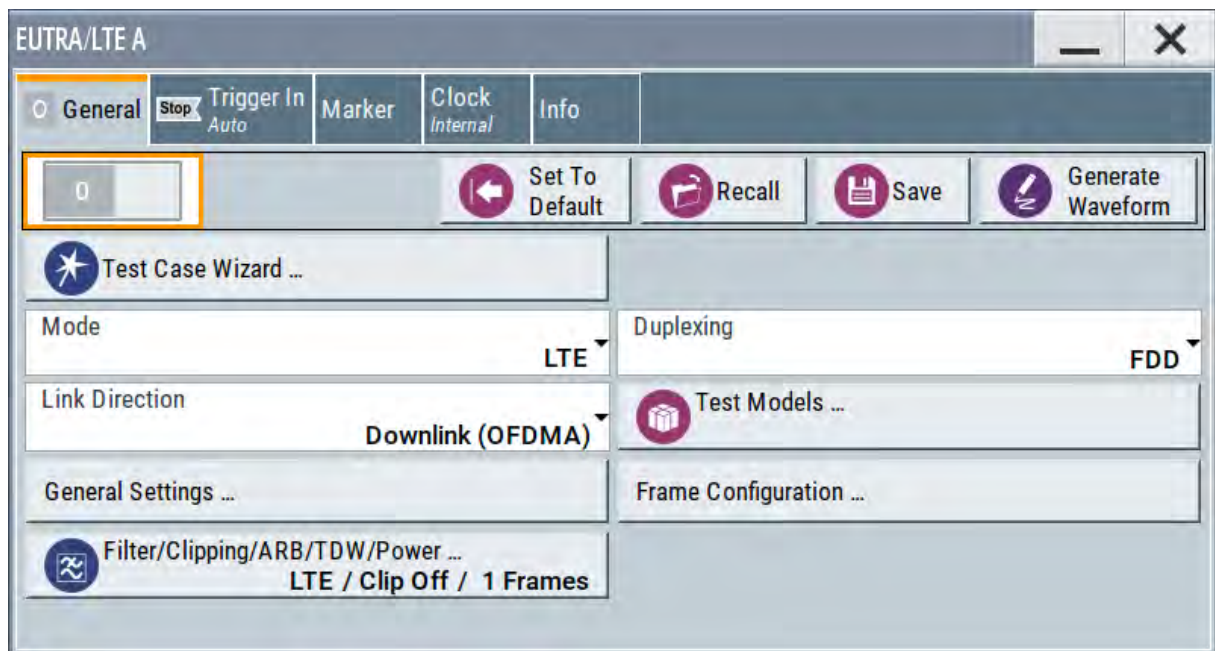 EUTRA/LTE A
0 General
Stop
Trigger In
Auto
Marker
Clock
Internal
Info
0
Set To
Default
Recall
Save
Generate
Waveform
Test Case Wizard ...
Mode
LTE
Duplexing
FDD
Link Direction
Downlink (OFDMA)
Test Models ...
General Settings ...
Frame Configuration ...
Filter/Clipping/ARB/TDW/Power ...
LTE / Clip Off / 1 Frames